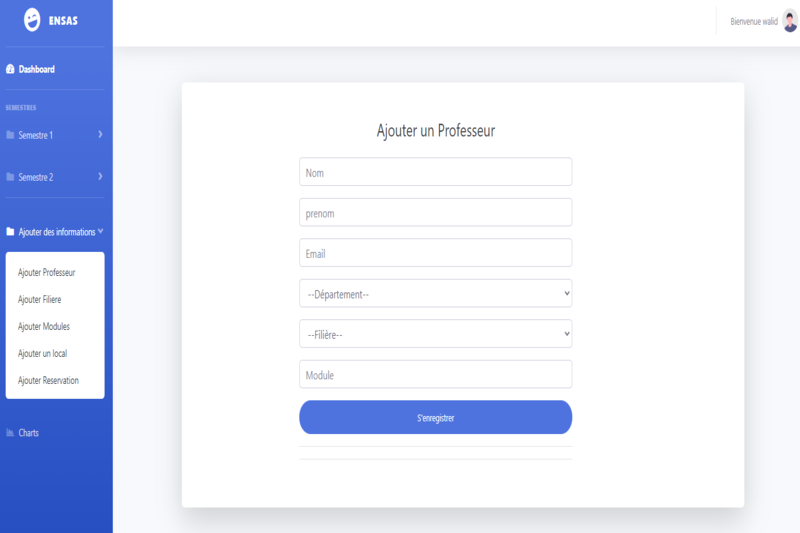 ENSAS
Bienvenue walid
Dashboard
SEMESTRES
Semestre 1
Semestre 2
Ajouter des informations
Ajouter Professeur
Ajouter Filiere
Ajouter Modules
Ajouter un local
Ajouter Reservation
Charts
Ajouter un Professeur
Nom
prenom
Email
--Département--
--Filière--
Module
S'enregistrer